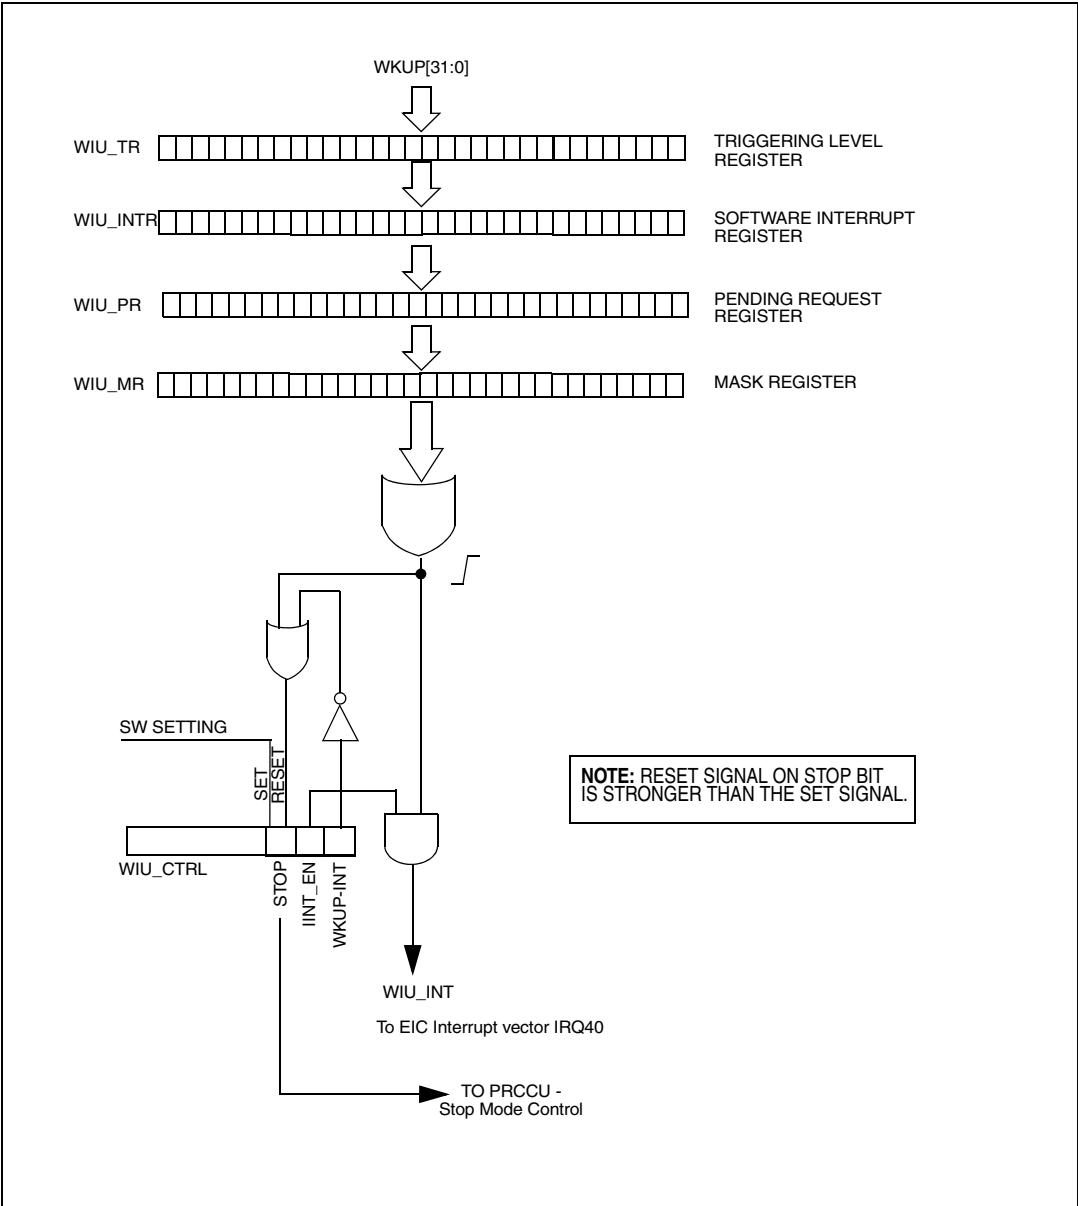 WKUP[31:0]
WIU_TR
TRIGGERING LEVEL
REGISTER
WIU_INTR
SOFTWARE INTERRUPT
REGISTER
WIU_PR
PENDING REQUEST
REGISTER
WIU_MR
MASK REGISTER
SW SETTING
SET
RESET
NOTE: RESET SIGNAL ON STOP BIT
IS STRONGER THAN THE SET SIGNAL.
WIU_CTRL
STOP
IINT_EN
WKUP-INT
WIU_INT
To EIC Interrupt vector IRQ40
TO PRCCU -
Stop Mode Control